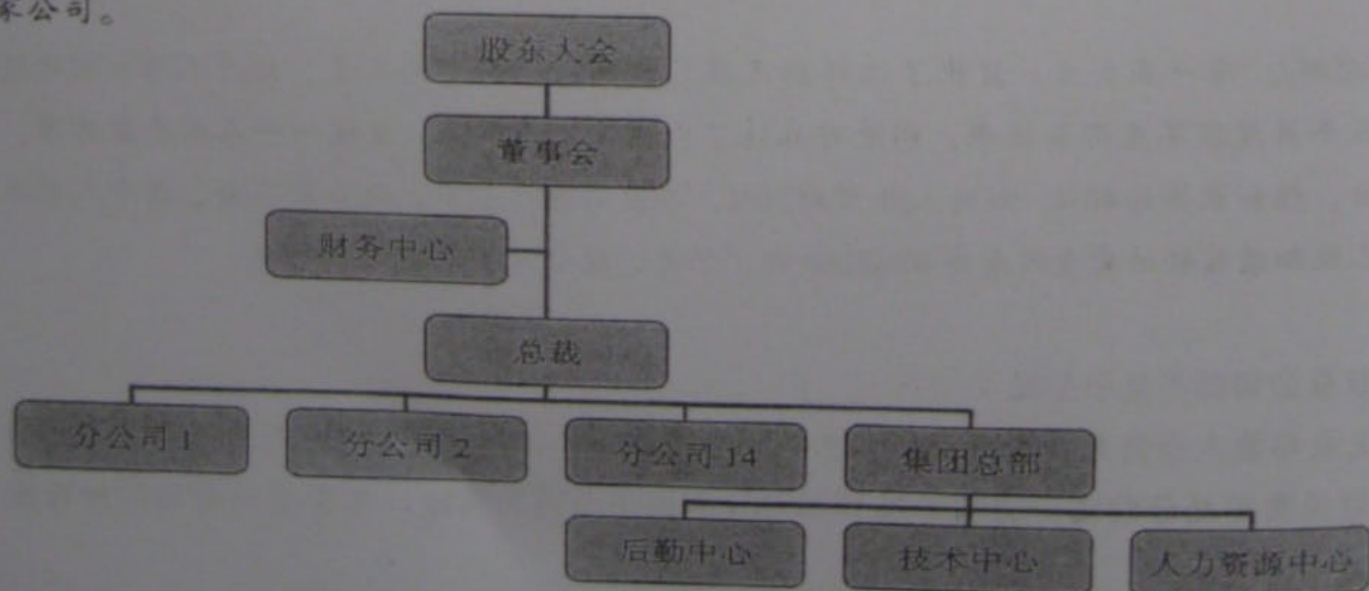 家公司。
股东大会
董事会
财务中心
总裁
分公司1 分公司2 分公司14 集团总部
后勤中心 技术中心 人力资源中心